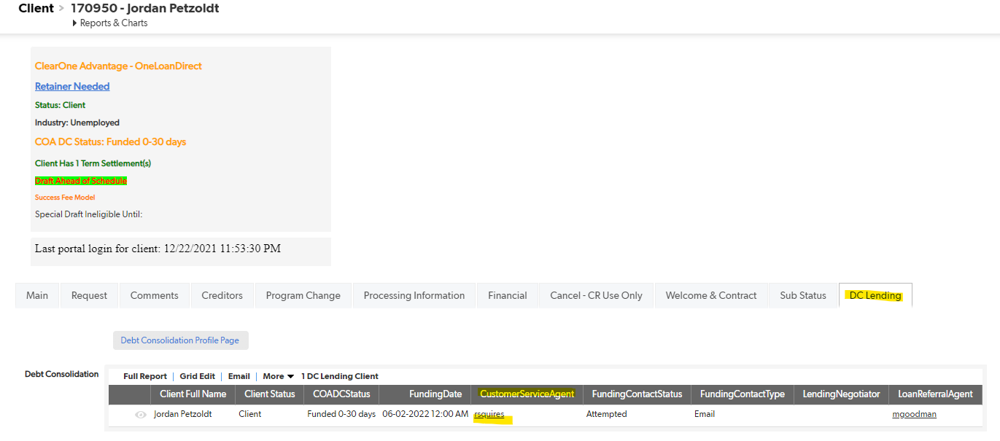 Client > 170950 - Jordan Petzoldt
Reports & Charts
ClearOne Advantage - OneLoanDirect
Retainer Needed
Status: Client
Industry: Unemployed
COA DC Status: Funded 0-30 days
Client Has 1 Term Settlement(s)
Draft Ahead of Schedule
Success Fee Model
Special Draft Ineligible Until:
Last portal login for client: 12/22/2021 11:53:30 PM
Main Request Comments Creditors Program Change Processing Information Financial Cancel - CR Use Only Welcome & Contract Sub Status DC Lending
Debt Consolidation Profile Page
Debt Consolidation
Full Report | Grid Edit | Email | More 1 DC Lending Client
Client Full Name Client Status COADCStatus FundingDate CustomerServiceAgent FundingContactStatus FundingContactType LendingNegotiator LoanReferralAgent
Jordan Petzoldt Client Funded 0-30 days 06-02-2022 12:00 AM rsquires Attempted Email mgoodman